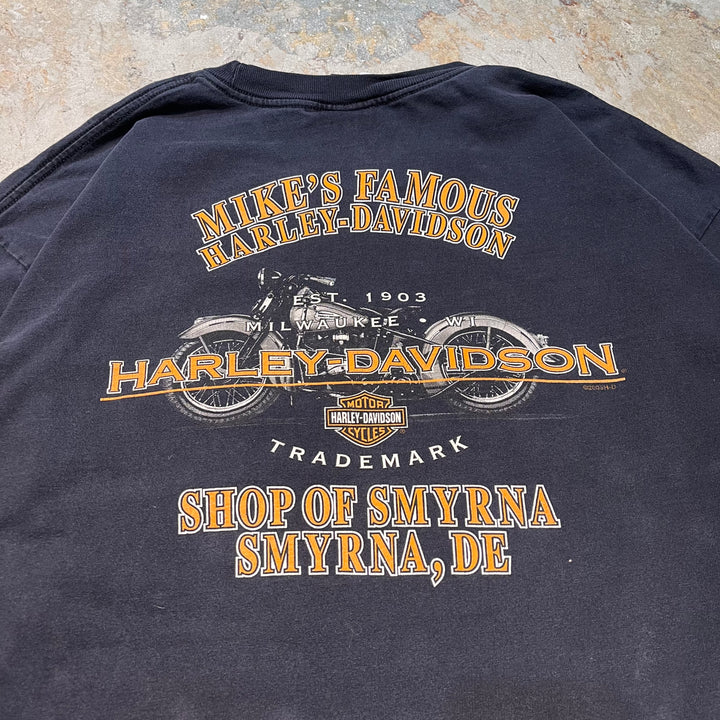 MIKE'S FAMOUS
HARLEY-DAVIDSON
EST. 1903
MILWAUKEE • WI
HARLEY-DAVIDSON
©2003H-D
MOTOR
HARLEY-DAVIDSON
CYCLES
TRADEMARK
SHOP OF SMYRNA
SMYRNA, DE